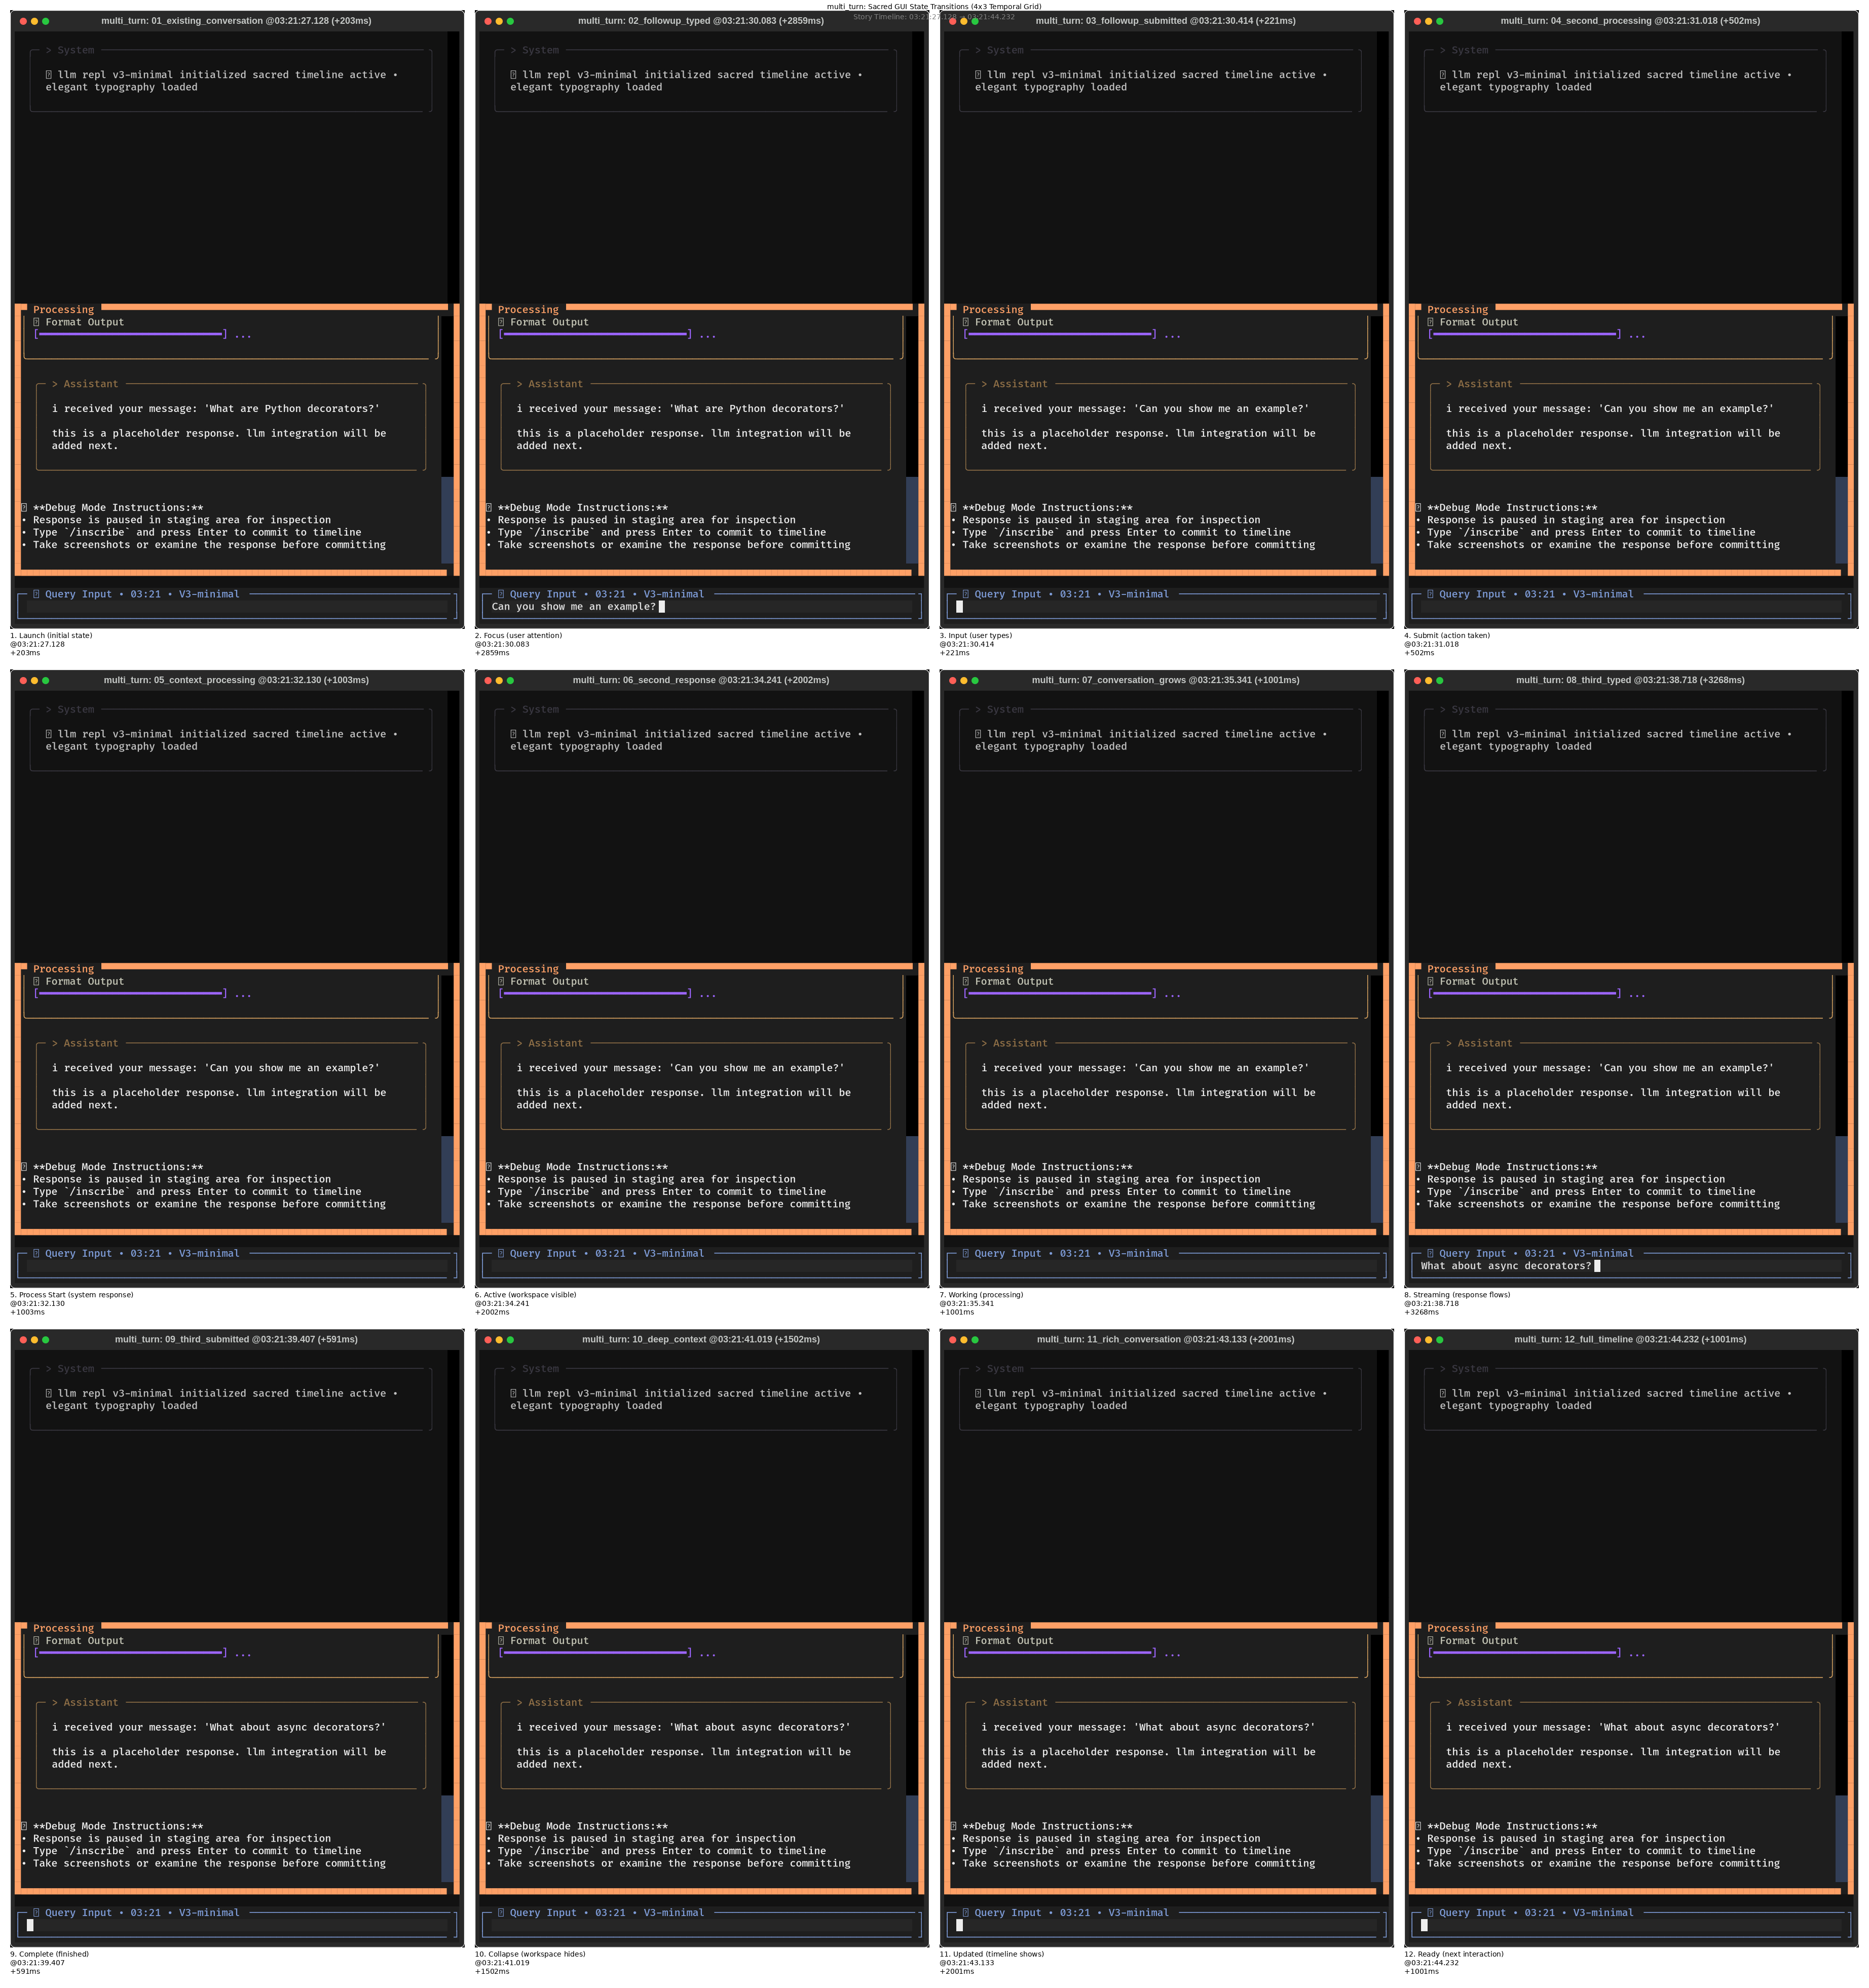 multi_turn: Sacred GUI State Transitions (4x3 Temporal Grid)
Story Timeline: 03:21:44.232
multi_turn: 01_existing_conversation @03:21:27.128 (+203ms)
> System
llm repl v3-minimal initialized sacred timeline active •
elegant typography loaded
Processing
Format Output
[━━━━━━━━━━] ...
> Assistant
i received your message: 'What are Python decorators?'
this is a placeholder response. llm integration will be
added next.
**Debug Mode Instructions:**
• Response is paused in staging area for inspection
• Type `/inscribe` and press Enter to commit to timeline
• Take screenshots or examine the response before committing
Query Input • 03:21 • V3-minimal
1. Launch (initial state)
@03:21:27.128
+203ms
multi_turn: 02_followup_typed @03:21:30.083 (+2859ms)
> System
llm repl v3-minimal initialized sacred timeline active •
elegant typography loaded
Processing
Format Output
[━━━━━━━━━━] ...
> Assistant
i received your message: 'What are Python decorators?'
this is a placeholder response. llm integration will be
added next.
**Debug Mode Instructions:**
• Response is paused in staging area for inspection
• Type `/inscribe` and press Enter to commit to timeline
• Take screenshots or examine the response before committing
Query Input • 03:21 • V3-minimal
Can you show me an example?
2. Focus (user attention)
@03:21:30.083
+2859ms
multi_turn: 03_followup_submitted @03:21:30.414 (+221ms)
> System
llm repl v3-minimal initialized sacred timeline active •
elegant typography loaded
Processing
Format Output
[━━━━━━━━━━] ...
> Assistant
i received your message: 'Can you show me an example?'
this is a placeholder response. llm integration will be
added next.
**Debug Mode Instructions:**
• Response is paused in staging area for inspection
• Type `/inscribe` and press Enter to commit to timeline
• Take screenshots or examine the response before committing
Query Input • 03:21 • V3-minimal
3. Input (user types)
@03:21:30.414
+221ms
multi_turn: 04_second_processing @03:21:31.018 (+502ms)
> System
llm repl v3-minimal initialized sacred timeline active •
elegant typography loaded
Processing
Format Output
[━━━━━━━━━━] ...
> Assistant
i received your message: 'Can you show me an example?'
this is a placeholder response. llm integration will be
added next.
**Debug Mode Instructions:**
• Response is paused in staging area for inspection
• Type `/inscribe` and press Enter to commit to timeline
• Take screenshots or examine the response before committing
Query Input • 03:21 • V3-minimal
4. Submit (action taken)
@03:21:31.018
+502ms
multi_turn: 05_context_processing @03:21:32.130 (+1003ms)
> System
llm repl v3-minimal initialized sacred timeline active •
elegant typography loaded
Processing
Format Output
[━━━━━━━━━━] ...
> Assistant
i received your message: 'Can you show me an example?'
this is a placeholder response. llm integration will be
added next.
**Debug Mode Instructions:**
• Response is paused in staging area for inspection
• Type `/inscribe` and press Enter to commit to timeline
• Take screenshots or examine the response before committing
Query Input • 03:21 • V3-minimal
5. Process Start (system response)
@03:21:32.130
+1003ms
multi_turn: 06_second_response @03:21:34.241 (+2002ms)
> System
llm repl v3-minimal initialized sacred timeline active •
elegant typography loaded
Processing
Format Output
[━━━━━━━━━━] ...
> Assistant
i received your message: 'Can you show me an example?'
this is a placeholder response. llm integration will be
added next.
**Debug Mode Instructions:**
• Response is paused in staging area for inspection
• Type `/inscribe` and press Enter to commit to timeline
• Take screenshots or examine the response before committing
Query Input • 03:21 • V3-minimal
6. Active (workspace visible)
@03:21:34.241
+2002ms
multi_turn: 07_conversation_grows @03:21:35.341 (+1001ms)
> System
llm repl v3-minimal initialized sacred timeline active •
elegant typography loaded
Processing
Format Output
[━━━━━━━━━━] ...
> Assistant
i received your message: 'Can you show me an example?'
this is a placeholder response. llm integration will be
added next.
**Debug Mode Instructions:**
• Response is paused in staging area for inspection
• Type `/inscribe` and press Enter to commit to timeline
• Take screenshots or examine the response before committing
Query Input • 03:21 • V3-minimal
7. Working (processing)
@03:21:35.341
+1001ms
multi_turn: 08_third_typed @03:21:38.718 (+3268ms)
> System
llm repl v3-minimal initialized sacred timeline active •
elegant typography loaded
Processing
Format Output
[━━━━━━━━━━] ...
> Assistant
i received your message: 'Can you show me an example?'
this is a placeholder response. llm integration will be
added next.
**Debug Mode Instructions:**
• Response is paused in staging area for inspection
• Type `/inscribe` and press Enter to commit to timeline
• Take screenshots or examine the response before committing
Query Input • 03:21 • V3-minimal
What about async decorators?
8. Streaming (response flows)
@03:21:38.718
+3268ms
multi_turn: 09_third_submitted @03:21:39.407 (+591ms)
> System
llm repl v3-minimal initialized sacred timeline active •
elegant typography loaded
Processing
Format Output
[━━━━━━━━━━] ...
> Assistant
i received your message: 'What about async decorators?'
this is a placeholder response. llm integration will be
added next.
**Debug Mode Instructions:**
• Response is paused in staging area for inspection
• Type `/inscribe` and press Enter to commit to timeline
• Take screenshots or examine the response before committing
Query Input • 03:21 • V3-minimal
9. Complete (finished)
@03:21:39.407
+591ms
multi_turn: 10_deep_context @03:21:41.019 (+1502ms)
> System
llm repl v3-minimal initialized sacred timeline active •
elegant typography loaded
Processing
Format Output
[━━━━━━━━━━] ...
> Assistant
i received your message: 'What about async decorators?'
this is a placeholder response. llm integration will be
added next.
**Debug Mode Instructions:**
• Response is paused in staging area for inspection
• Type `/inscribe` and press Enter to commit to timeline
• Take screenshots or examine the response before committing
Query Input • 03:21 • V3-minimal
10. Collapse (workspace hides)
@03:21:41.019
+1502ms
multi_turn: 11_rich_conversation @03:21:43.133 (+2001ms)
> System
llm repl v3-minimal initialized sacred timeline active •
elegant typography loaded
Processing
Format Output
[━━━━━━━━━━] ...
> Assistant
i received your message: 'What about async decorators?'
this is a placeholder response. llm integration will be
added next.
**Debug Mode Instructions:**
• Response is paused in staging area for inspection
• Type `/inscribe` and press Enter to commit to timeline
• Take screenshots or examine the response before committing
Query Input • 03:21 • V3-minimal
11. Updated (timeline shows)
@03:21:43.133
+2001ms
multi_turn: 12_full_timeline @03:21:44.232 (+1001ms)
> System
llm repl v3-minimal initialized sacred timeline active •
elegant typography loaded
Processing
Format Output
[━━━━━━━━━━] ...
> Assistant
i received your message: 'What about async decorators?'
this is a placeholder response. llm integration will be
added next.
**Debug Mode Instructions:**
• Response is paused in staging area for inspection
• Type `/inscribe` and press Enter to commit to timeline
• Take screenshots or examine the response before committing
Query Input • 03:21 • V3-minimal
12. Ready (next interaction)
@03:21:44.232
+1001ms